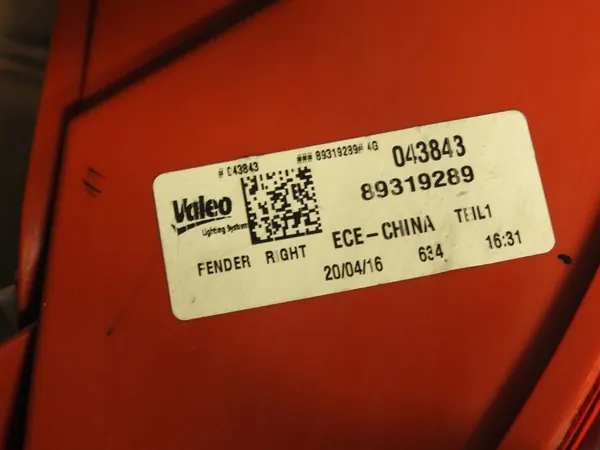 # 043843 ### 89319289# 4G 043843
89319289
Valeo
Lighting Systems
ECE-CHINA TEIL1
FENDER RIGHT
20/04/16 634 16:31